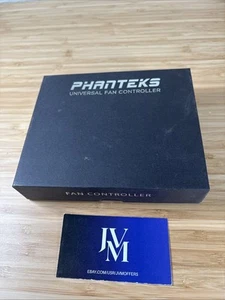 PHANTEKS
UNIVERSAL FAN CONTROLLER
FAN CONTROLLER
JVM
EBAY.COM/USR/JVMOFFERS